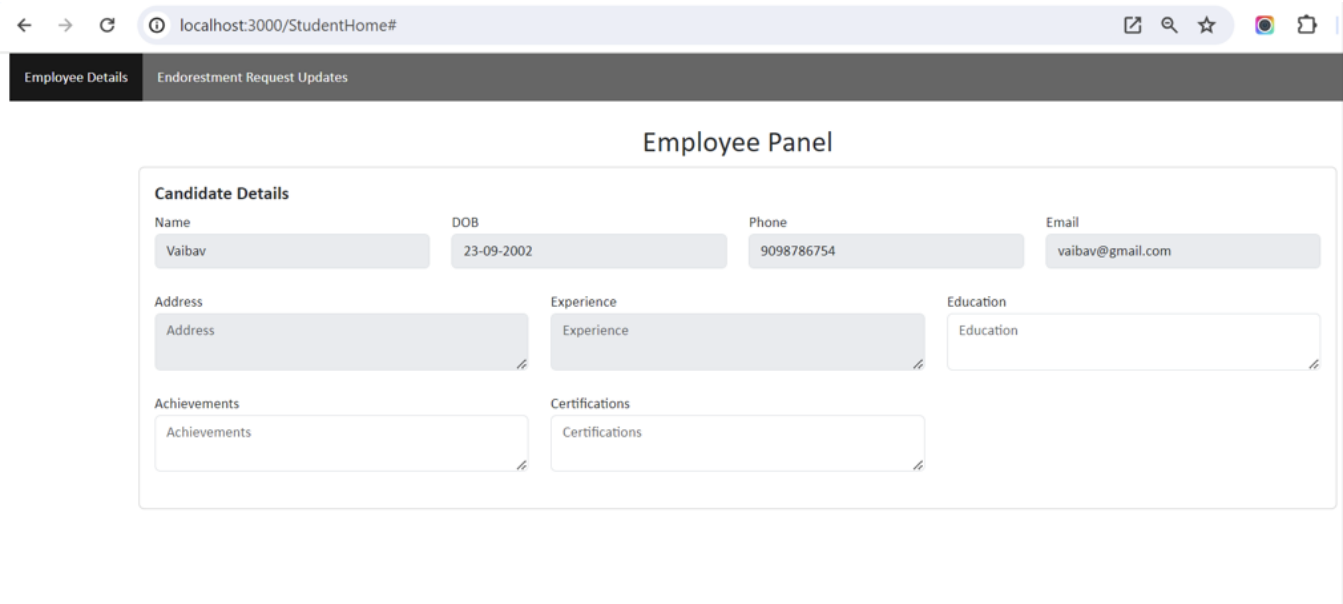 localhost:3000/StudentHome#
Employee Details Endorestment Request Updates
Employee Panel
Candidate Details
Name DOB Phone Email
Vaibav 23-09-2002 9098786754 vaibav@gmail.com
Address Experience Education
Address Experience Education
Achievements Certifications
Achievements Certifications